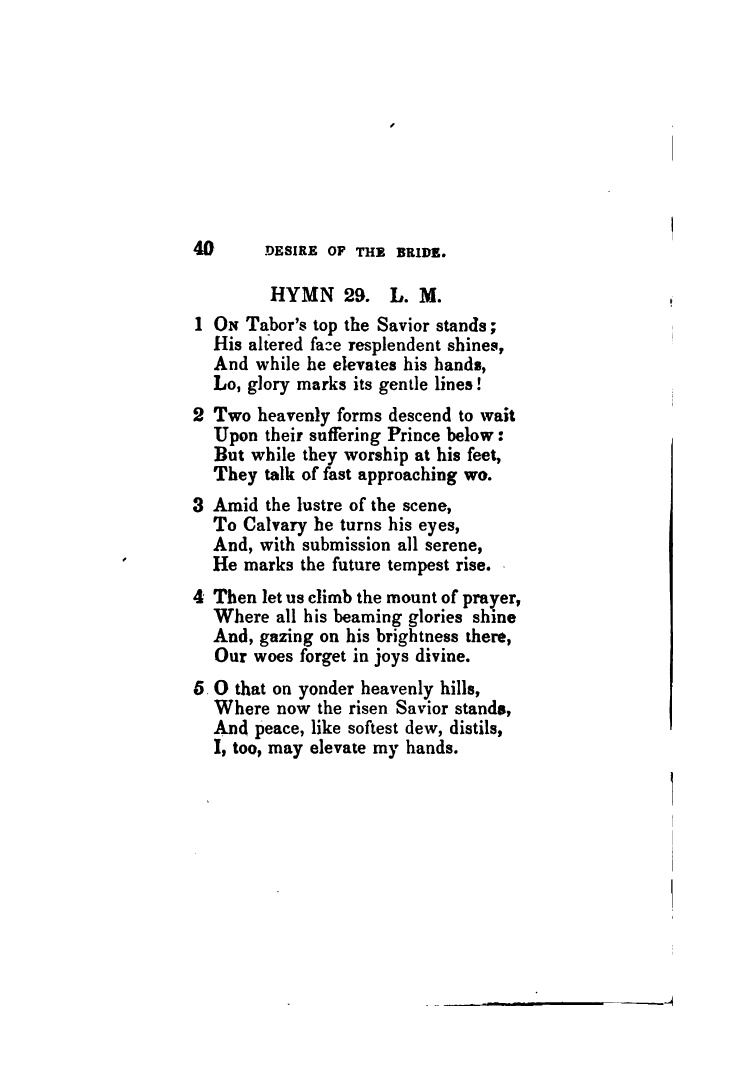 40 DESIRE OF THE BRIDE.
HYMN 29. L. M.
1 ON Tabor's top the Savior stands;
His altered face resplendent shines,
And while he elevates his hands,
Lo, glory marks its gentle lines!
2 Two heavenly forms descend to wait
Upon their suffering Prince below:
But while they worship at his feet,
They talk of fast approaching wo.
3 Amid the lustre of the scene,
To Calvary he turns his eyes,
And, with submission all serene,
He marks the future tempest rise.
4 Then let us climb the mount of prayer,
Where all his beaming glories shine
And, gazing on his brightness there,
Our woes forget in joys divine.
5 O that on yonder heavenly hills,
Where now the risen Savior stands,
And peace, like softest dew, distils,
I, too, may elevate my hands.